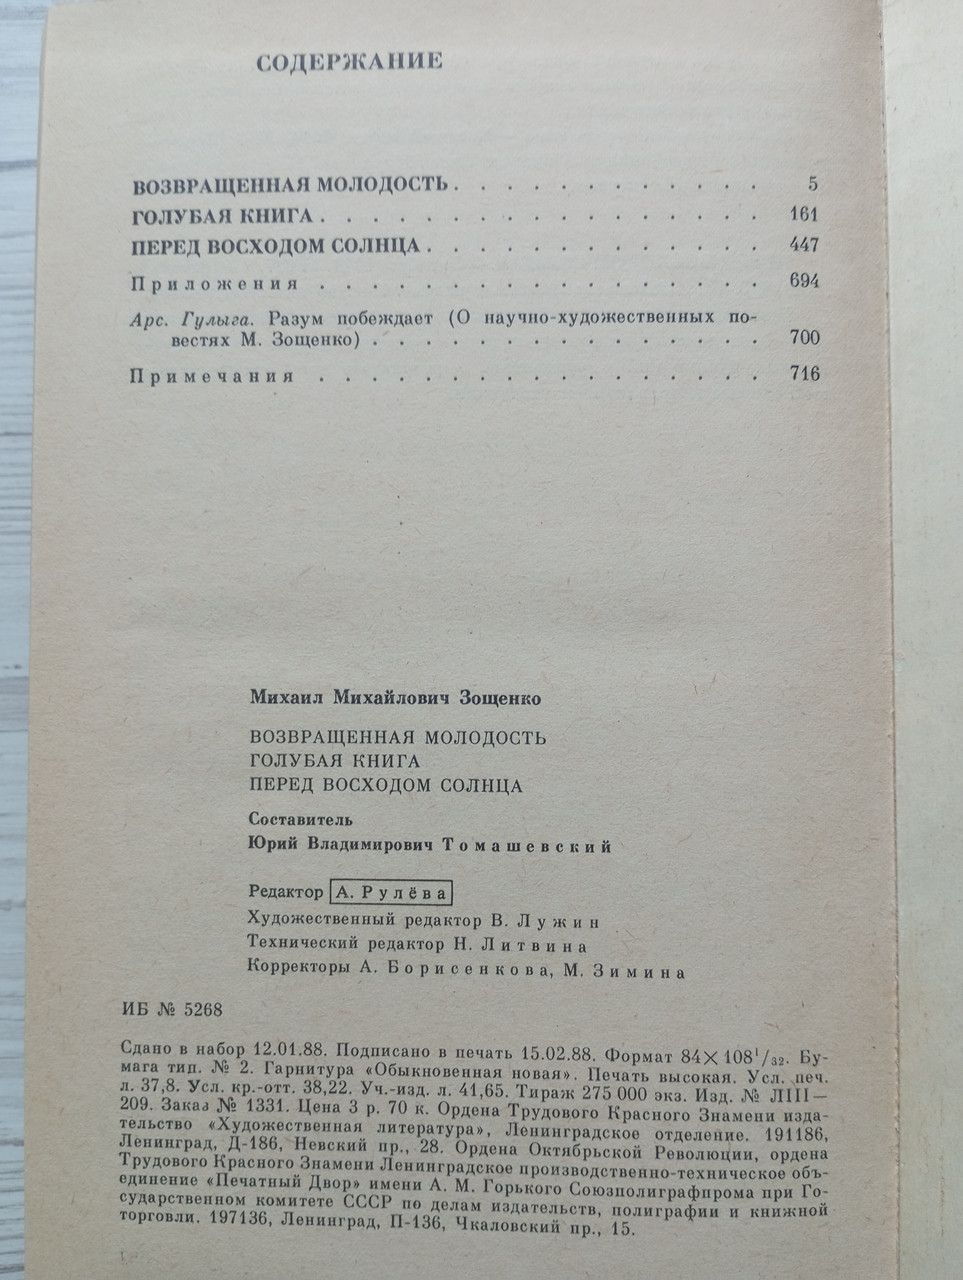 СОДЕРЖАНИЕ
ВОЗВРАЩЕННАЯ МОЛОДОСТЬ . . . . . . . . . . . . 5
ГОЛУБАЯ КНИГА . . . . . . . . . . . . . . . . . 161
ПЕРЕД ВОСХОДОМ СОЛНЦА . . . . . . . . . . . . . 447
Приложения . . . . . . . . . . . . . . . . . 694
Арс. Гулыга. Разум побеждает (О научно-художественных по-
вестях М. Зощенко) . . . . . . . . . . . . . . . 700
Примечания . . . . . . . . . . . . . . . . . 716
Михаил Михайлович Зощенко
ВОЗВРАЩЕННАЯ МОЛОДОСТЬ
ГОЛУБАЯ КНИГА
ПЕРЕД ВОСХОДОМ СОЛНЦА
Составитель
Юрий Владимирович Томашевский
Редактор А. Рулёва
Художественный редактор В. Лужин
Технический редактор Н. Литвина
Корректоры А. Борисенкова, М. Зимина
ИБ № 5268
Сдано в набор 12.01.88. Подписано в печать 15.02.88. Формат 84×108¹/₃₂. Бу-
мага тип. № 2. Гарнитура «Обыкновенная новая». Печать высокая. Усл. печ.
л. 37,8. Усл. кр.-отт. 38,22. Уч.-изд. л. 41,65. Тираж 275 000 экз. Изд. № ЛIII—
209. Заказ № 1331. Цена 3 р. 70 к. Ордена Трудового Красного Знамени изда-
тельство «Художественная литература», Ленинградское отделение. 191186,
Ленинград, Д-186, Невский пр., 28. Ордена Октябрьской Революции, ордена
Трудового Красного Знамени Ленинградское производственно-техническое объ-
единение «Печатный Двор» имени А. М. Горького Союзполиграфпрома при Го-
сударственном комитете СССР по делам издательств, полиграфии и книжной
торговли. 197136, Ленинград, П-136, Чкаловский пр., 15.